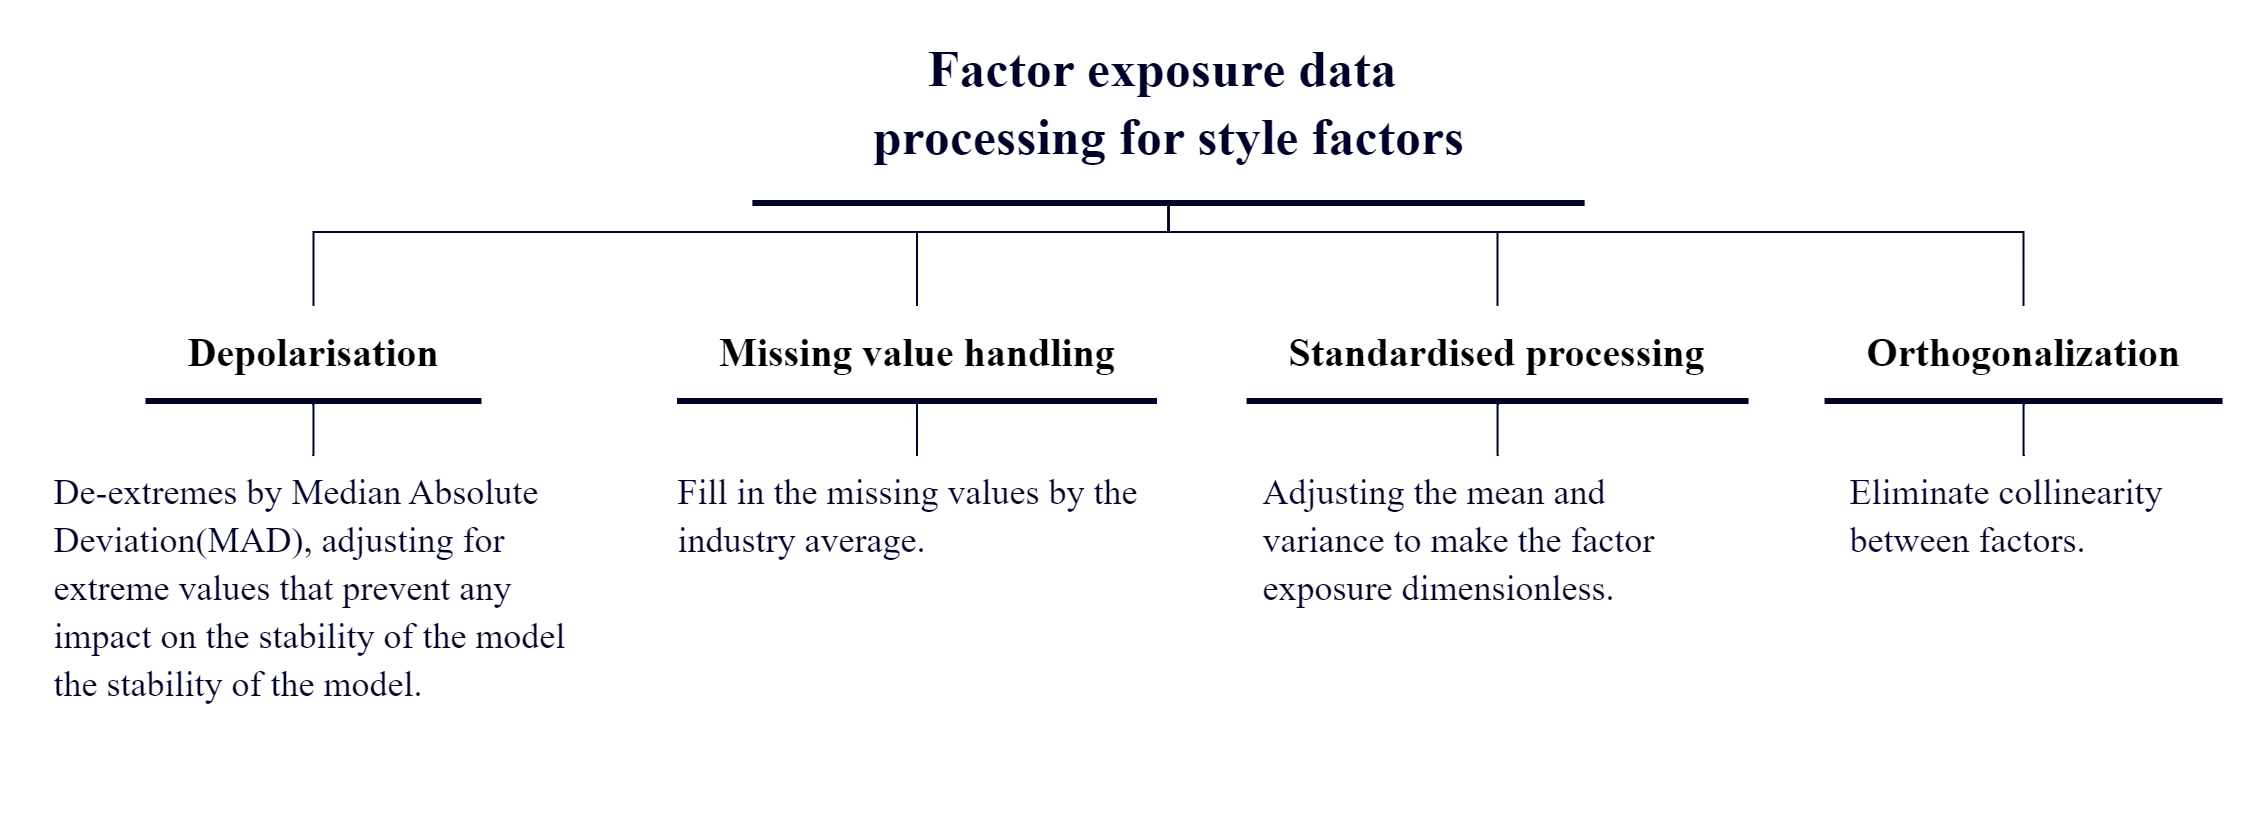 Factor exposure data
processing for style factors
Depolarisation
De-extremes by Median Absolute
Deviation(MAD), adjusting for
extreme values that prevent any
impact on the stability of the model
the stability of the model.
Missing value handling
Fill in the missing values by the
industry average.
Standardised processing
Adjusting the mean and
variance to make the factor
exposure dimensionless.
Orthogonalization
Eliminate collinearity
between factors.